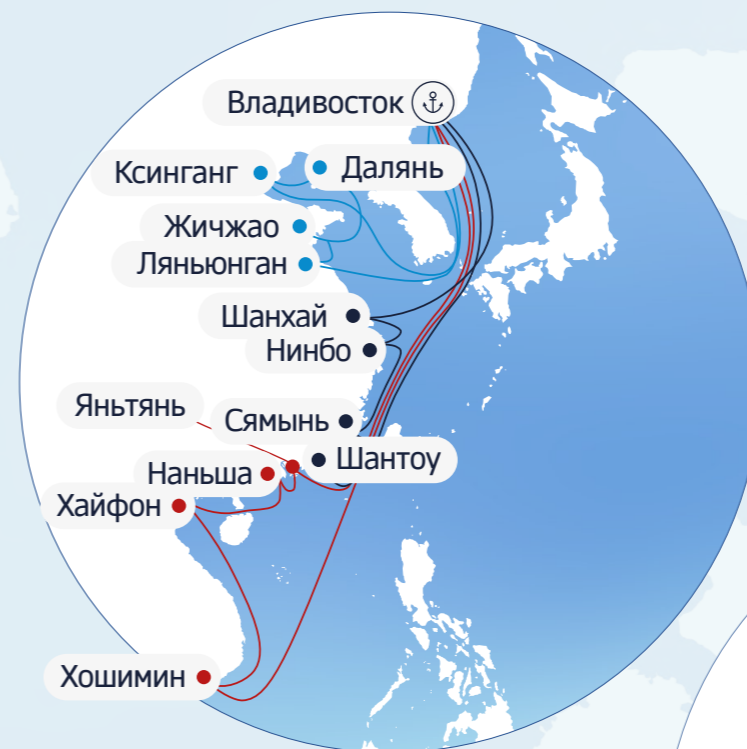 Владивосток
Ксинганг
Далянь
Жичжао
Ляньюнган
Шанхай
Нинбо
Яньтянь
Сямынь
Шантоу
Наньша
Хайфон
Хошимин